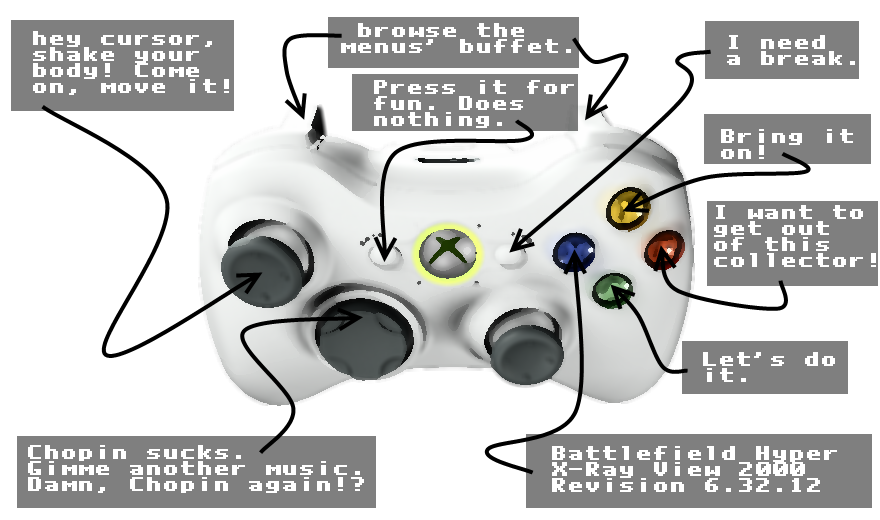 hey cursor,
shake your
body! Come
on, move it!
browse the
menus' buffet.
Press it for
fun. Does
nothing.
I need
a break.
Bring it
on!
I want to
get out
of this
collector!
Let's do
it.
Chopin sucks.
Gimme another music.
Damn, Chopin again!?
Battlefield Hyper
X-Ray View 2000
Revision 6.32.12